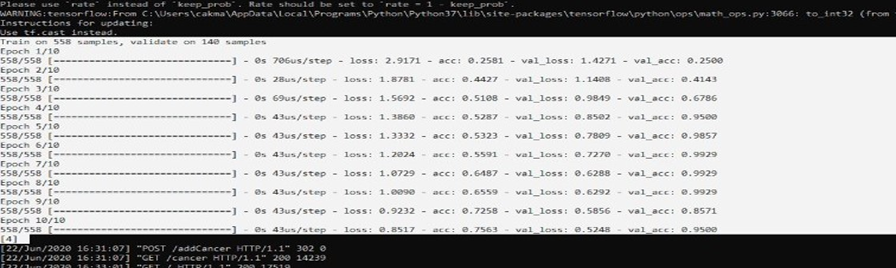 Please use `rate` instead of `keep_prob`. Rate should be set to `rate = 1 - keep_prob`.
WARNING:tensorflow:From C:\Users\cakma\AppData\Local\Programs\Python\Python37\lib\site-packages\tensorflow\python\ops\math_ops.py:3066: to_int32 (from
Instructions for updating:
Use tf.cast instead.
Train on 558 samples, validate on 140 samples
Epoch 1/10
558/558 [==============================] - 0s 706us/step - loss: 2.9171 - acc: 0.2581 - val_loss: 1.4271 - val_acc: 0.2500
Epoch 2/10
558/558 [==============================] - 0s 28us/step - loss: 1.8781 - acc: 0.4427 - val_loss: 1.1408 - val_acc: 0.4143
Epoch 3/10
558/558 [==============================] - 0s 69us/step - loss: 1.5692 - acc: 0.5108 - val_loss: 0.9849 - val_acc: 0.6786
Epoch 4/10
558/558 [==============================] - 0s 43us/step - loss: 1.3860 - acc: 0.5287 - val_loss: 0.8502 - val_acc: 0.9500
Epoch 5/10
558/558 [==============================] - 0s 43us/step - loss: 1.3332 - acc: 0.5323 - val_loss: 0.7809 - val_acc: 0.9857
Epoch 6/10
558/558 [==============================] - 0s 43us/step - loss: 1.2024 - acc: 0.5591 - val_loss: 0.7270 - val_acc: 0.9929
Epoch 7/10
558/558 [==============================] - 0s 43us/step - loss: 1.0729 - acc: 0.6487 - val_loss: 0.6288 - val_acc: 0.9929
Epoch 8/10
558/558 [==============================] - 0s 43us/step - loss: 1.0090 - acc: 0.6559 - val_loss: 0.6292 - val_acc: 0.9929
Epoch 9/10
558/558 [==============================] - 0s 43us/step - loss: 0.9232 - acc: 0.7258 - val_loss: 0.5856 - val_acc: 0.8571
Epoch 10/10
558/558 [==============================] - 0s 43us/step - loss: 0.8517 - acc: 0.7563 - val_loss: 0.5248 - val_acc: 0.9500
[4]
[22/Jun/2020 16:31:07] "POST /addCancer HTTP/1.1" 302 0
[22/Jun/2020 16:31:07] "GET /cancer HTTP/1.1" 200 14239
[22/Jun/2020 16:33:01] "GET / HTTP/1.1" 200 17519